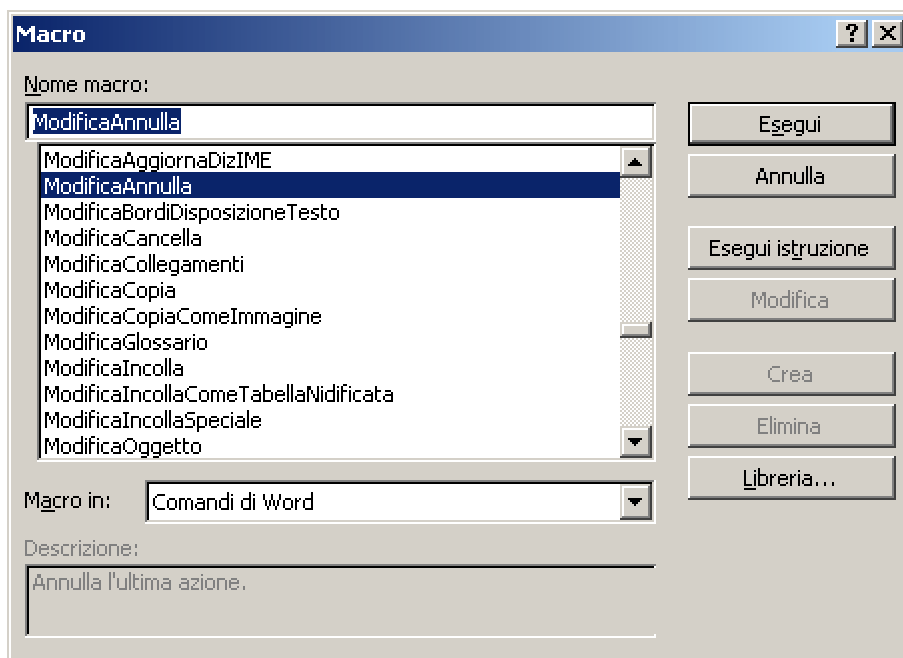 Macro
Nome macro:
ModificaAnnulla
ModificaAggiornaDizIME
ModificaAnnulla
ModificaBordiDisposizioneTesto
ModificaCancella
ModificaCollegamenti
ModificaCopia
ModificaCopiaComeImmagine
ModificaGlossario
ModificaIncolla
ModificaIncollaComeTabellaNidificata
ModificaIncollaSpeciale
ModificaOggetto
Macro in:
Comandi di Word
Descrizione:
Annulla l'ultima azione.
Esegui
Annulla
Esegui istruzione
Modifica
Crea
Elimina
Libreria...